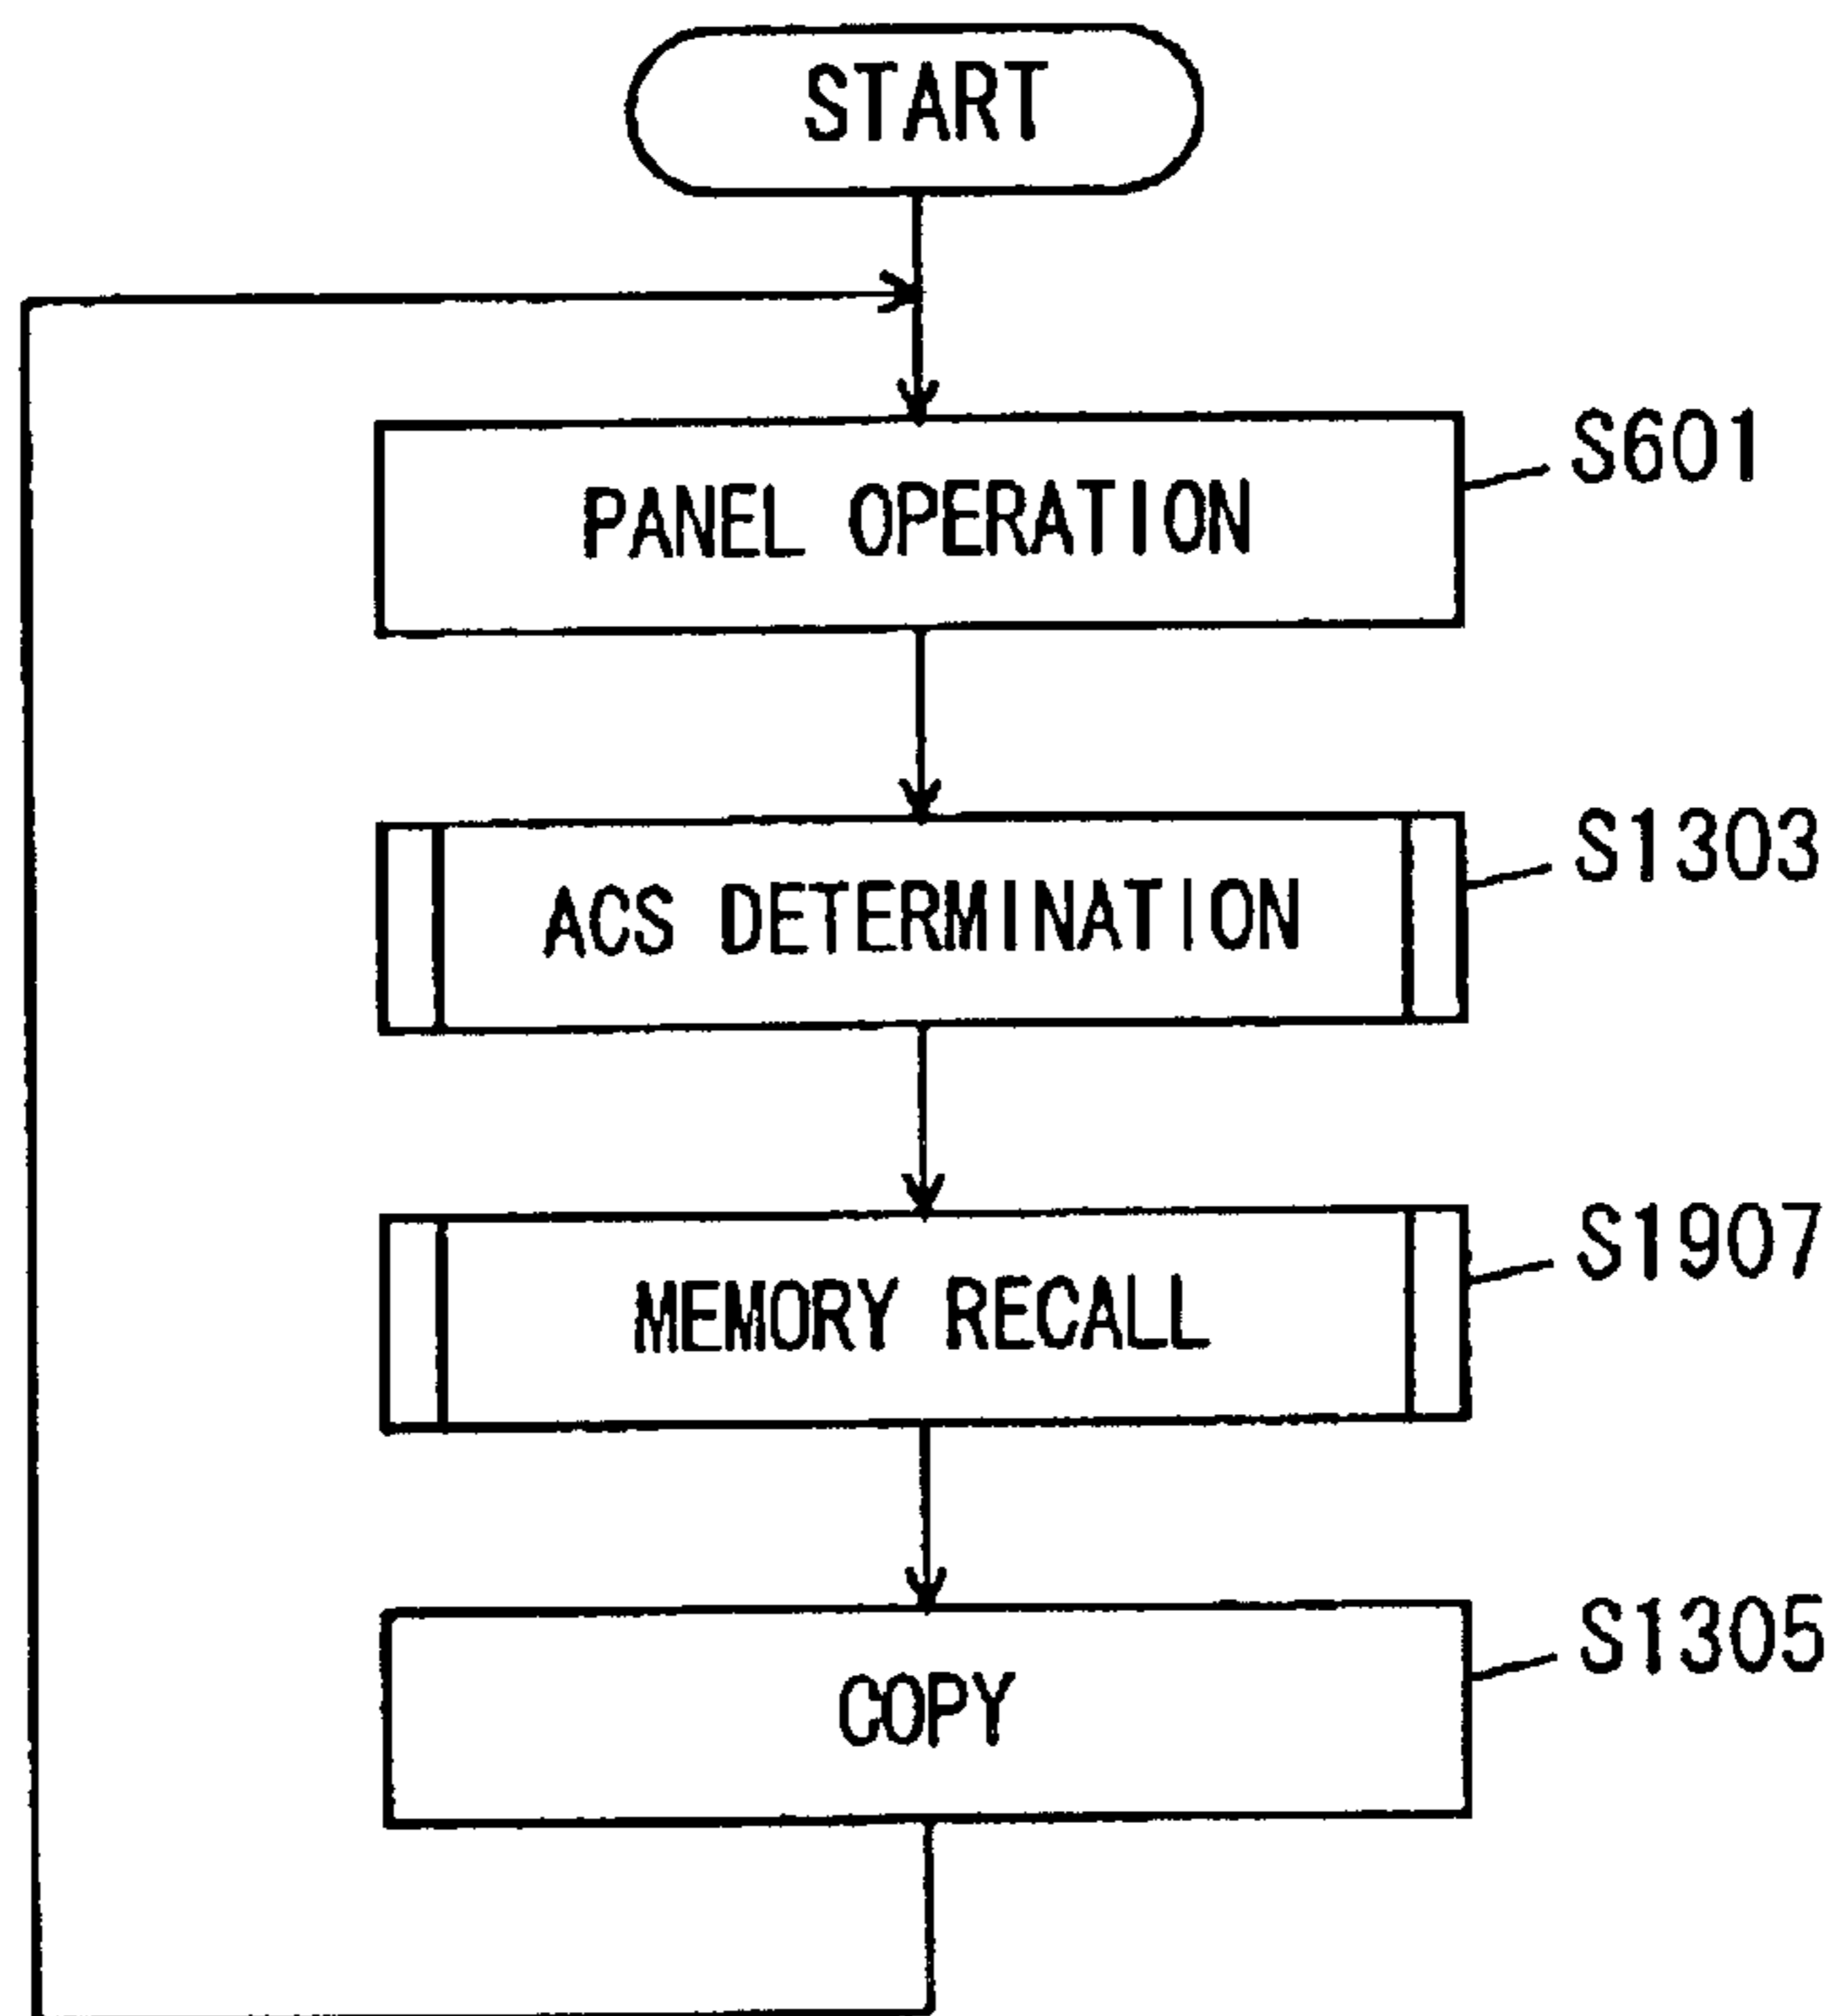 START
PANEL OPERATION
S601
ACS DETERMINATION
S1303
MEMORY RECALL
S1907
COPY
S1305